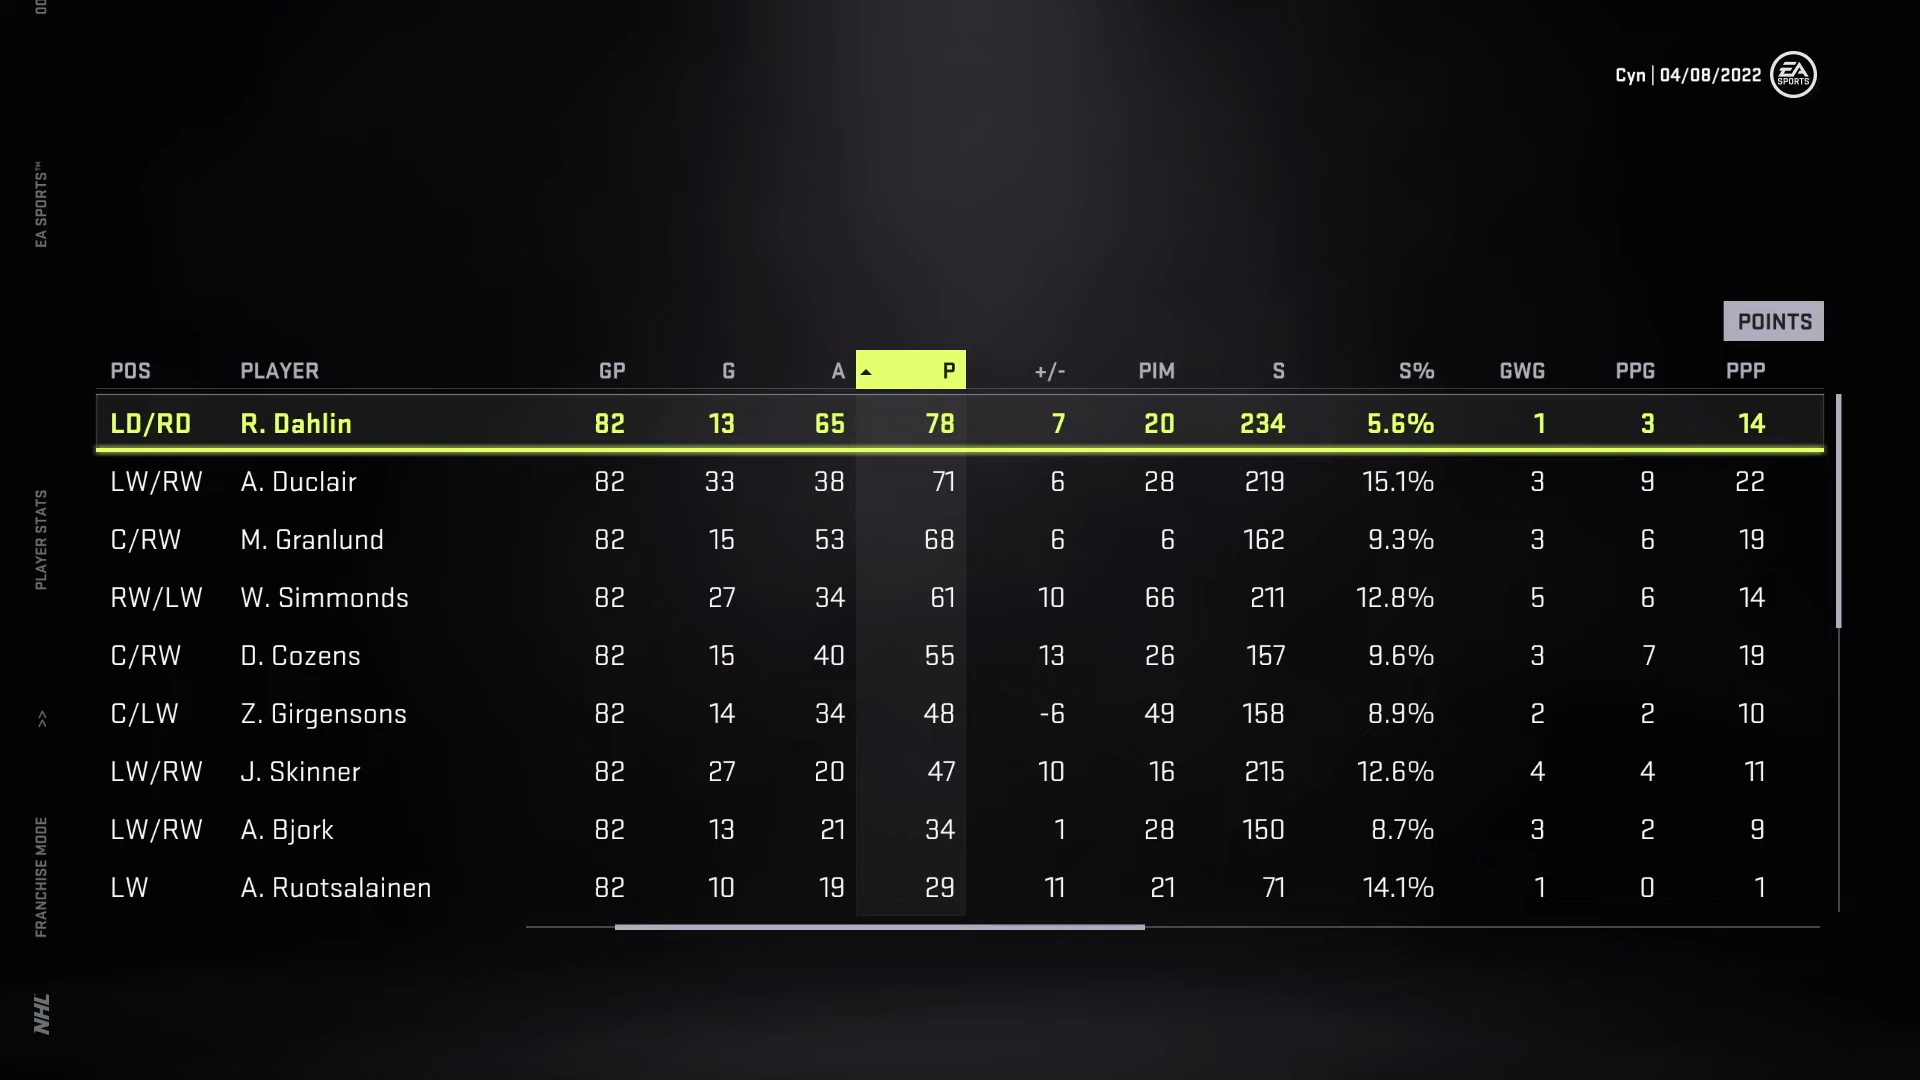 Cyn | 04/08/2022
EA SPORTS
POINTS
POS PLAYER GP G A P +/- PIM S S% GWG PPG PPP
LD/RD R. Dahlin 82 13 65 78 7 20 234 5.6% 1 3 14
LW/RW A. Duclair 82 33 38 71 6 28 219 15.1% 3 9 22
C/RW M. Granlund 82 15 53 68 6 6 162 9.3% 3 6 19
RW/LW W. Simmonds 82 27 34 61 10 66 211 12.8% 5 6 14
C/RW D. Cozens 82 15 40 55 13 26 157 9.6% 3 7 19
C/LW Z. Girgensons 82 14 34 48 -6 49 158 8.9% 2 2 10
LW/RW J. Skinner 82 27 20 47 10 16 215 12.6% 4 4 11
LW/RW A. Bjork 82 13 21 34 1 28 150 8.7% 3 2 9
LW A. Ruotsalainen 82 10 19 29 11 21 71 14.1% 1 0 1
NHL
FRANCHISE MODE
>>
PLAYER STATS
EA SPORTS™